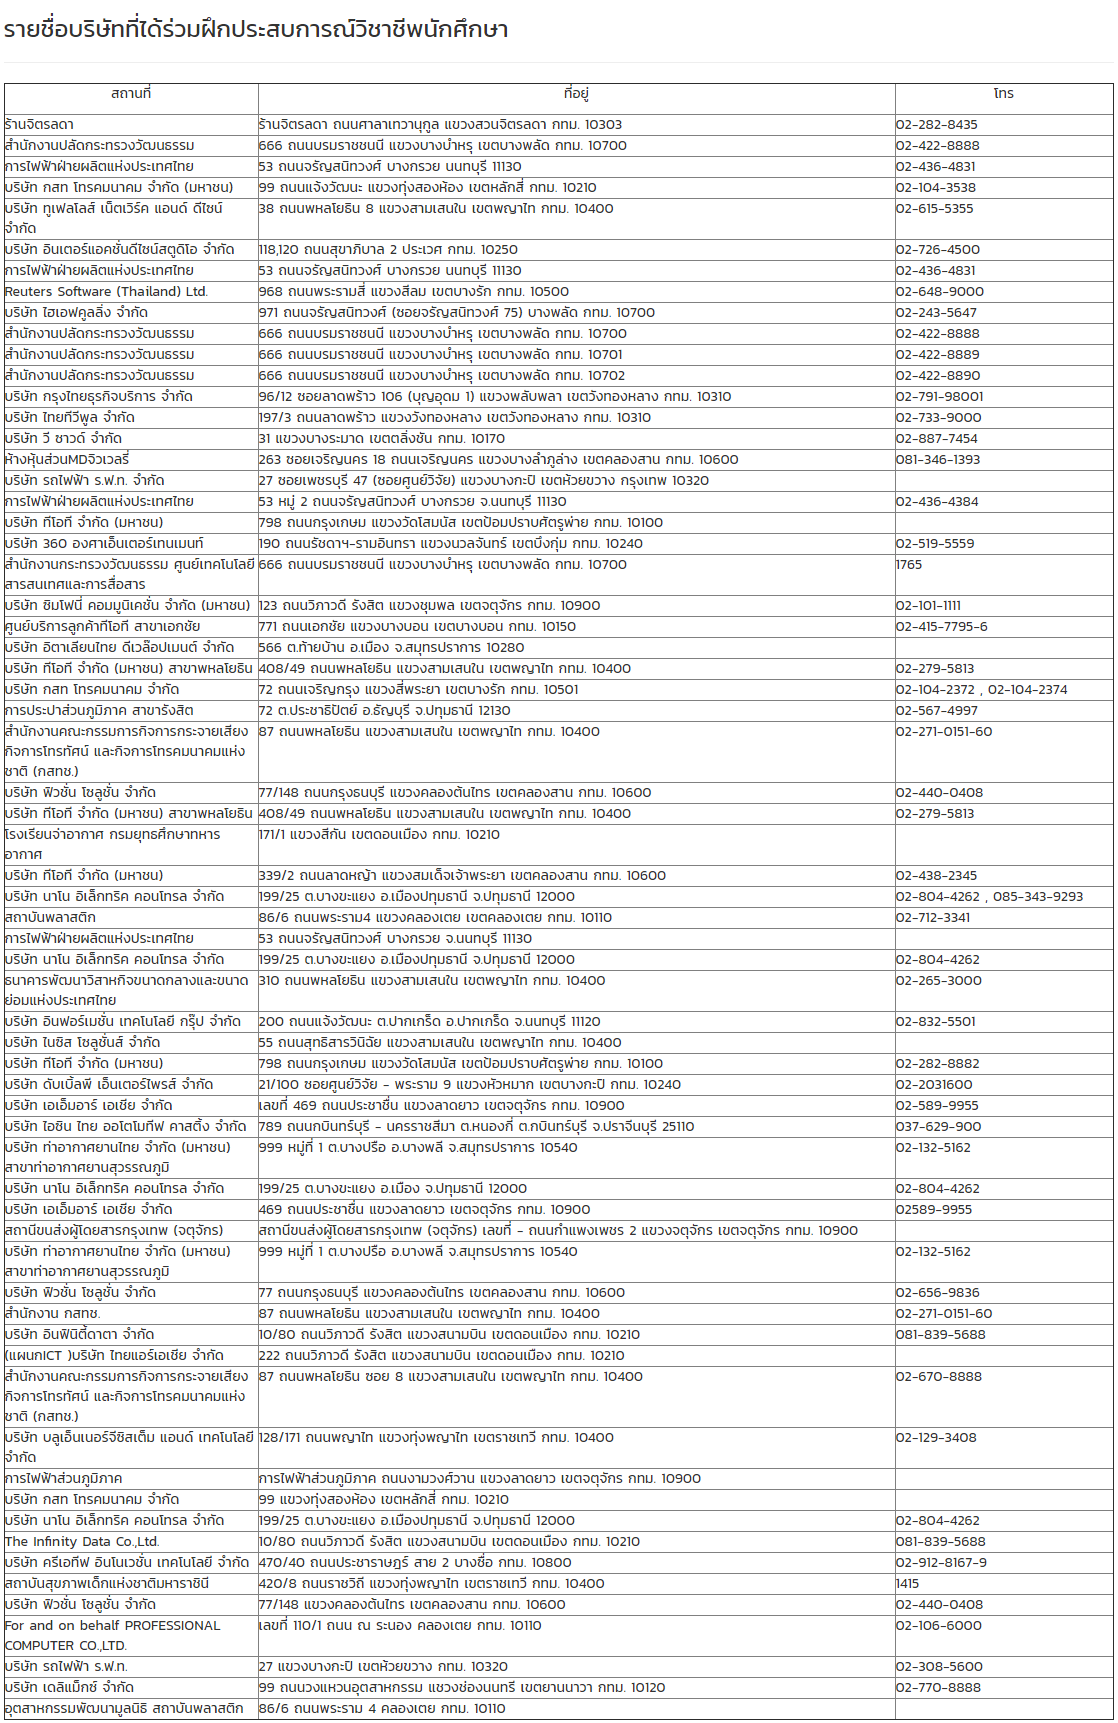 รายชื่อบริษัทที่ได้ร่วมฝึกประสบการณ์วิชาชีพนักศึกษา
สถานที่ ที่อยู่ โทร
ร้านจิตรลดา ร้านจิตรลดา ถนนศาลาเทวานุกูล แขวงสวนจิตรลดา กทม. 10303 02-282-8435
สำนักงานปลัดกระทรวงวัฒนธรรม 666 ถนนบรมราชชนนี แขวงบางบำหรุ เขตบางพลัด กทม. 10700 02-422-8888
การไฟฟ้าฝ่ายผลิตแห่งประเทศไทย 53 ถนนจรัญสนิทวงศ์ บางกรวย นนทบุรี 11130 02-436-4831
บริษัท กสท โทรคมนาคม จำกัด (มหาชน) 99 ถนนแจ้งวัฒนะ แขวงทุ่งสองห้อง เขตหลักสี่ กทม. 10210 02-104-3538
บริษัท ทูเฟลโลส์ เน็ตเวิร์ค แอนด์ ดีไซน์ 38 ถนนพหลโยธิน 8 แขวงสามเสนใน เขตพญาไท กทม. 10400 02-615-5355
จำกัด
บริษัท อินเตอร์แอคชั่นดีไซน์สตูดิโอ จำกัด 118,120 ถนนสุขาภิบาล 2 ประเวศ กทม. 10250 02-726-4500
การไฟฟ้าฝ่ายผลิตแห่งประเทศไทย 53 ถนนจรัญสนิทวงศ์ บางกรวย นนทบุรี 11130 02-436-4831
Reuters Software (Thailand) Ltd. 968 ถนนพระรามสี่ แขวงสีลม เขตบางรัก กทม. 10500 02-648-9000
บริษัท ไฮเอฟคูลลิ่ง จำกัด 971 ถนนจรัญสนิทวงศ์ (ซอยจรัญสนิทวงศ์ 75) บางพลัด กทม. 10700 02-243-5647
สำนักงานปลัดกระทรวงวัฒนธรรม 666 ถนนบรมราชชนนี แขวงบางบำหรุ เขตบางพลัด กทม. 10700 02-422-8888
สำนักงานปลัดกระทรวงวัฒนธรรม 666 ถนนบรมราชชนนี แขวงบางบำหรุ เขตบางพลัด กทม. 10701 02-422-8889
สำนักงานปลัดกระทรวงวัฒนธรรม 666 ถนนบรมราชชนนี แขวงบางบำหรุ เขตบางพลัด กทม. 10702 02-422-8890
บริษัท กรุงไทยธุรกิจบริการ จำกัด 96/12 ซอยลาดพร้าว 106 (บุญอุดม 1) แขวงพลับพลา เขตวังทองหลาง กทม. 10310 02-791-98001
บริษัท ไทยทีวีพูล จำกัด 197/3 ถนนลาดพร้าว แขวงวังทองหลาง เขตวังทองหลาง กทม. 10310 02-733-9000
บริษัท วี ซาวด์ จำกัด 31 แขวงบางระมาด เขตตลิ่งชัน กทม. 10170 02-887-7454
ห้างหุ้นส่วนMDจิวเวลรี่ 263 ซอยเจริญนคร 18 ถนนเจริญนคร แขวงบางลำภูล่าง เขตคลองสาน กทม. 10600 081-346-1393
บริษัท รถไฟฟ้า ร.ฟ.ท. จำกัด 27 ซอยเพชรบุรี 47 (ซอยศูนย์วิจัย) แขวงบางกะปิ เขตห้วยขวาง กรุงเทพ 10320
การไฟฟ้าฝ่ายผลิตแห่งประเทศไทย 53 หมู่ 2 ถนนจรัญสนิทวงศ์ บางกรวย จ.นนทบุรี 11130 02-436-4384
บริษัท ทีโอที จำกัด (มหาชน) 798 ถนนกรุงเกษม แขวงวัดโสมนัส เขตป้อมปราบศัตรูพ่าย กทม. 10100
บริษัท 360 องศาเอ็นเตอร์เทนเมนท์ 190 ถนนรัชดาฯ-รามอินทรา แขวงนวลจันทร์ เขตบึงกุ่ม กทม. 10240 02-519-5559
สำนักงานกระทรวงวัฒนธรรม ศูนย์เทคโนโลยี 666 ถนนบรมราชชนนี แขวงบางบำหรุ เขตบางพลัด กทม. 10700 1765
สารสนเทศและการสื่อสาร
บริษัท ซิมโฟนี่ คอมมูนิเคชั่น จำกัด (มหาชน) 123 ถนนวิภาวดี รังสิต แขวงชุมพล เขตจตุจักร กทม. 10900 02-101-1111
ศูนย์บริการลูกค้าทีโอที สาขาเอกชัย 771 ถนนเอกชัย แขวงบางบอน เขตบางบอน กทม. 10150 02-415-7795-6
บริษัท อิตาเลียนไทย ดีเวล๊อปเมนต์ จำกัด 566 ต.ท้ายบ้าน อ.เมือง จ.สมุทรปราการ 10280
บริษัท ทีโอที จำกัด (มหาชน) สาขาพหลโยธิน 408/49 ถนนพหลโยธิน แขวงสามเสนใน เขตพญาไท กทม. 10400 02-279-5813
บริษัท กสท โทรคมนาคม จำกัด 72 ถนนเจริญกรุง แขวงสี่พระยา เขตบางรัก กทม. 10501 02-104-2372 , 02-104-2374
การประปาส่วนภูมิภาค สาขารังสิต 72 ต.ประชาธิปัตย์ อ.ธัญบุรี จ.ปทุมธานี 12130 02-567-4997
สำนักงานคณะกรรมการกิจการกระจายเสียง 87 ถนนพหลโยธิน แขวงสามเสนใน เขตพญาไท กทม. 10400 02-271-0151-60
กิจการโทรทัศน์ และกิจการโทรคมนาคมแห่ง
ชาติ (กสทช.)
บริษัท ฟิวชั่น โซลูชั่น จำกัด 77/148 ถนนกรุงธนบุรี แขวงคลองต้นไทร เขตคลองสาน กทม. 10600 02-440-0408
บริษัท ทีโอที จำกัด (มหาชน) สาขาพหลโยธิน 408/49 ถนนพหลโยธิน แขวงสามเสนใน เขตพญาไท กทม. 10400 02-279-5813
โรงเรียนจ่าอากาศ กรมยุทธศึกษาทหาร 171/1 แขวงสีกัน เขตดอนเมือง กทม. 10210
อากาศ
บริษัท ทีโอที จำกัด (มหาชน) 339/2 ถนนลาดหญ้า แขวงสมเด็จเจ้าพระยา เขตคลองสาน กทม. 10600 02-438-2345
บริษัท นาโน อิเล็กทริค คอนโทรล จำกัด 199/25 ต.บางขะแยง อ.เมืองปทุมธานี จ.ปทุมธานี 12000 02-804-4262 , 085-343-9293
สถาบันพลาสติก 86/6 ถนนพระราม4 แขวงคลองเตย เขตคลองเตย กทม. 10110 02-712-3341
การไฟฟ้าฝ่ายผลิตแห่งประเทศไทย 53 ถนนจรัญสนิทวงศ์ บางกรวย จ.นนทบุรี 11130
บริษัท นาโน อิเล็กทริค คอนโทรล จำกัด 199/25 ต.บางขะแยง อ.เมืองปทุมธานี จ.ปทุมธานี 12000 02-804-4262
ธนาคารพัฒนาวิสาหกิจขนาดกลางและขนาด 310 ถนนพหลโยธิน แขวงสามเสนใน เขตพญาไท กทม. 10400 02-265-3000
ย่อมแห่งประเทศไทย
บริษัท อินฟอร์เมชั่น เทคโนโลยี กรุ๊ป จำกัด 200 ถนนแจ้งวัฒนะ ต.ปากเกร็ด อ.ปากเกร็ด จ.นนทบุรี 11120 02-832-5501
บริษัท ไนซิส โซลูชั่นส์ จำกัด 55 ถนนสุทธิสารวินิฉัย แขวงสามเสนใน เขตพญาไท กทม. 10400
บริษัท ทีโอที จำกัด (มหาชน) 798 ถนนกรุงเกษม แขวงวัดโสมนัส เขตป้อมปราบศัตรูพ่าย กทม. 10100 02-282-8882
บริษัท ดับเบิ้ลพี เอ็นเตอร์ไพรส์ จำกัด 21/100 ซอยศูนย์วิจัย - พระราม 9 แขวงหัวหมาก เขตบางกะปิ กทม. 10240 02-2031600
บริษัท เอเอ็มอาร์ เอเชีย จำกัด เลขที่ 469 ถนนประชาชื่น แขวงลาดยาว เขตจตุจักร กทม. 10900 02-589-9955
บริษัท ไอซิน ไทย ออโตโมทีฟ คาสติ้ง จำกัด 789 ถนนกบินทร์บุรี - นครราชสีมา ต.หนองกี่ ต.กบินทร์บุรี จ.ปราจีนบุรี 25110 037-629-900
บริษัท ท่าอากาศยานไทย จำกัด (มหาชน) 999 หมู่ที่ 1 ต.บางปรือ อ.บางพลี จ.สมุทรปราการ 10540 02-132-5162
สาขาท่าอากาศยานสุวรรณภูมิ
บริษัท นาโน อิเล็กทริค คอนโทรล จำกัด 199/25 ต.บางขะแยง อ.เมือง จ.ปทุมธานี 12000 02-804-4262
บริษัท เอเอ็มอาร์ เอเชีย จำกัด 469 ถนนประชาชื่น แขวงลาดยาว เขตจตุจักร กทม. 10900 02589-9955
สถานีขนส่งผู้โดยสารกรุงเทพ (จตุจักร) สถานีขนส่งผู้โดยสารกรุงเทพ (จตุจักร) เลขที่ - ถนนกำแพงเพชร 2 แขวงจตุจักร เขตจตุจักร กทม. 10900
บริษัท ท่าอากาศยานไทย จำกัด (มหาชน) 999 หมู่ที่ 1 ต.บางปรือ อ.บางพลี จ.สมุทรปราการ 10540 02-132-5162
สาขาท่าอากาศยานสุวรรณภูมิ
บริษัท ฟิวชั่น โซลูชั่น จำกัด 77 ถนนกรุงธนบุรี แขวงคลองต้นไทร เขตคลองสาน กทม. 10600 02-656-9836
สำนักงาน กสทช. 87 ถนนพหลโยธิน แขวงสามเสนใน เขตพญาไท กทม. 10400 02-271-0151-60
บริษัท อินฟินิตี้ดาตา จำกัด 10/80 ถนนวิภาวดี รังสิต แขวงสนามบิน เขตดอนเมือง กทม. 10210 081-839-5688
(แผนกICT )บริษัท ไทยแอร์เอเชีย จำกัด 222 ถนนวิภาวดี รังสิต แขวงสนามบิน เขตดอนเมือง กทม. 10210
สำนักงานคณะกรรมการกิจการกระจายเสียง 87 ถนนพหลโยธิน ซอย 8 แขวงสามเสนใน เขตพญาไท กทม. 10400 02-670-8888
กิจการโทรทัศน์ และกิจการโทรคมนาคมแห่ง
ชาติ (กสทช.)
บริษัท บลูเอ็นเนอร์จีซิสเต็ม แอนด์ เทคโนโลยี 128/171 ถนนพญาไท แขวงทุ่งพญาไท เขตราชเทวี กทม. 10400 02-129-3408
จำกัด
การไฟฟ้าส่วนภูมิภาค การไฟฟ้าส่วนภูมิภาค ถนนงามวงศ์วาน แขวงลาดยาว เขตจตุจักร กทม. 10900
บริษัท กสท โทรคมนาคม จำกัด 99 แขวงทุ่งสองห้อง เขตหลักสี่ กทม. 10210
บริษัท นาโน อิเล็กทริค คอนโทรล จำกัด 199/25 ต.บางขะแยง อ.เมืองปทุมธานี จ.ปทุมธานี 12000 02-804-4262
The Infinity Data Co.,Ltd. 10/80 ถนนวิภาวดี รังสิต แขวงสนามบิน เขตดอนเมือง กทม. 10210 081-839-5688
บริษัท ครีเอทีฟ อินโนเวชั่น เทคโนโลยี จำกัด 470/40 ถนนประชาราษฎร์ สาย 2 บางซื่อ กทม. 10800 02-912-8167-9
สถาบันสุขภาพเด็กแห่งชาติมหาราชินี 420/8 ถนนราชวิถี แขวงทุ่งพญาไท เขตราชเทวี กทม. 10400 1415
บริษัท ฟิวชั่น โซลูชั่น จำกัด 77/148 แขวงคลองต้นไทร เขตคลองสาน กทม. 10600 02-440-0408
For and on behalf PROFESSIONAL เลขที่ 110/1 ถนน ณ ระนอง คลองเตย กทม. 10110 02-106-6000
COMPUTER CO.,LTD.
บริษัท รถไฟฟ้า ร.ฟ.ท. 27 แขวงบางกะปิ เขตห้วยขวาง กทม. 10320 02-308-5600
บริษัท เดลิแม็กซ์ จำกัด 99 ถนนวงแหวนอุตสาหกรรม แขวงช่องนนทรี เขตยานนาวา กทม. 10120 02-770-8888
อุตสาหกรรมพัฒนามูลนิธิ สถาบันพลาสติก 86/6 ถนนพระราม 4 คลองเตย กทม. 10110